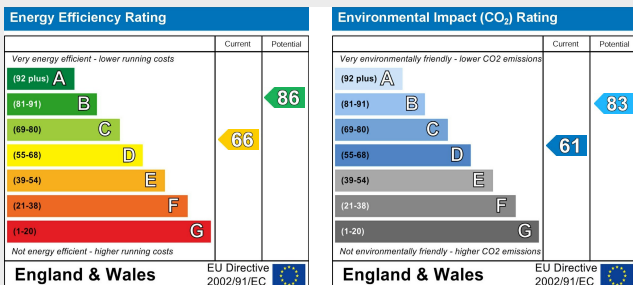 Energy Efficiency Rating
Current Potential
Very energy efficient - lower running costs
(92 plus) A
(81-91) B
86
(69-80) C
66
(55-68) D
(39-54) E
(21-38) F
(1-20) G
Not energy efficient - higher running costs
England & Wales
EU Directive
2002/91/EC
Environmental Impact (CO₂) Rating
Current Potential
Very environmentally friendly - lower CO2 emissions
(92 plus) A
(81-91) B
83
(69-80) C
(55-68) D
61
(39-54) E
(21-38) F
(1-20) G
Not environmentally friendly - higher CO2 emissions
England & Wales
EU Directive
2002/91/EC